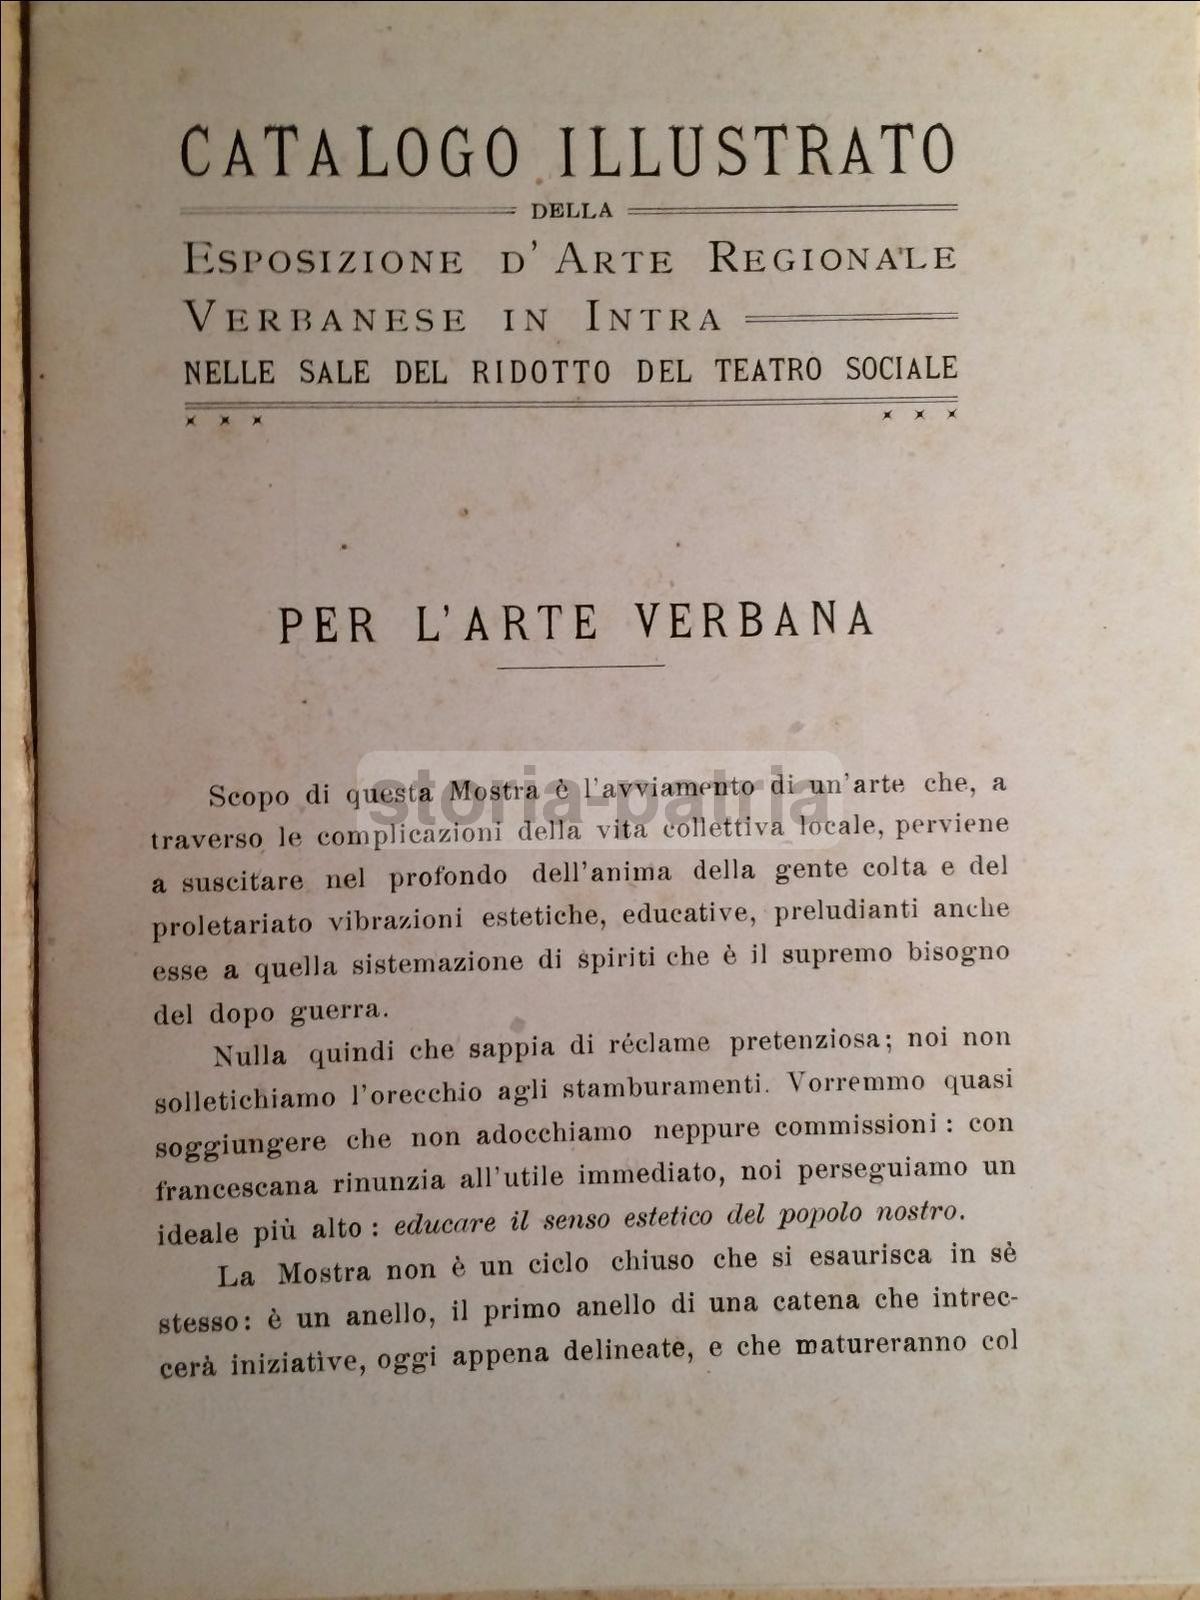 CATALOGO ILLUSTRATO
DELLA
ESPOSIZIONE D' ARTE REGIONALE
VERBANESE IN INTRA
NELLE SALE DEL RIDOTTO DEL TEATRO SOCIALE
PER L'ARTE VERBANA
storia-patria
Scopo di questa Mostra è l'avviamento di un'arte che, a
traverso le complicazioni della vita collettiva locale, perviene
a suscitare nel profondo dell'anima della gente colta e del
proletariato vibrazioni estetiche, educative, preludianti anche
esse a quella sistemazione di spiriti che è il supremo bisogno
del dopo guerra.
Nulla quindi che sappia di réclame pretenziosa; noi non
solletichiamo l'orecchio agli stamburamenti. Vorremmo quasi
soggiungere che non adocchiamo neppure commissioni : con
francescana rinunzia all'utile immediato, noi perseguiamo un
ideale più alto : educare il senso estetico del popolo nostro.
La Mostra non è un ciclo chiuso che si esaurisca in sè
stesso: è un anello, il primo anello di una catena che intrec-
cerà iniziative, oggi appena delineate, e che matureranno col